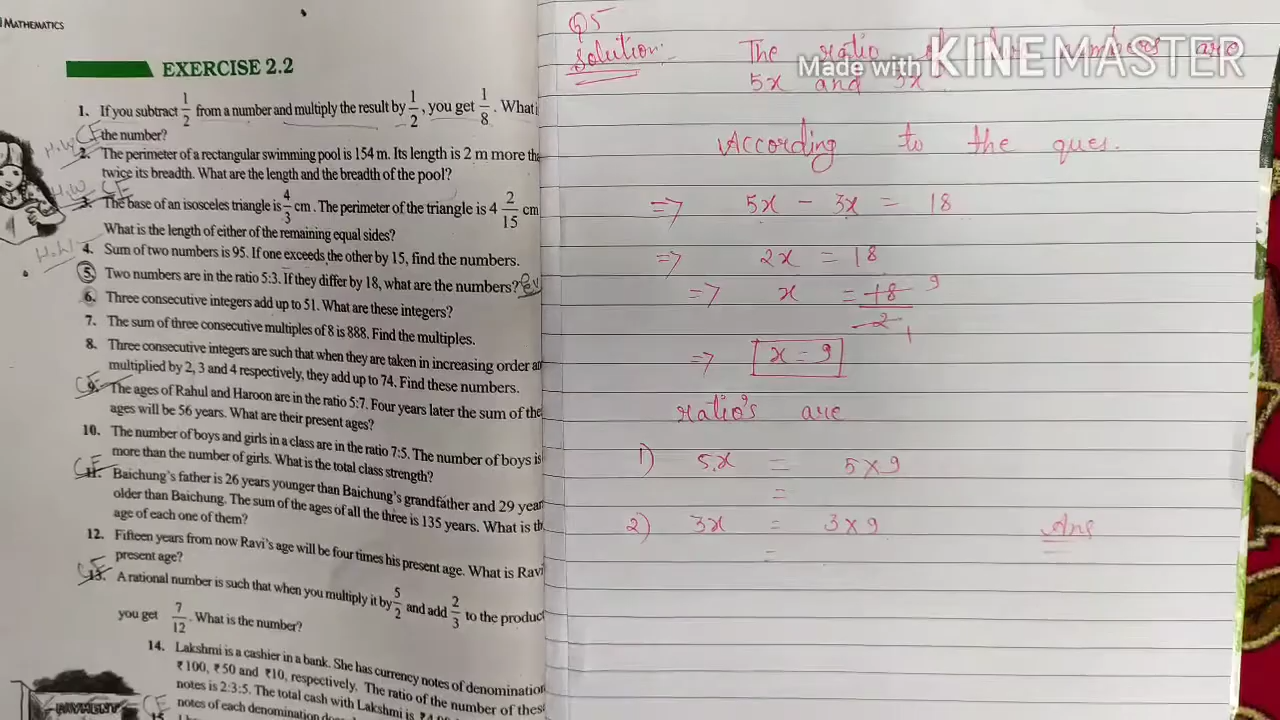 MATHEMATICS
EXERCISE 2.2
1. If you subtract 1/2 from a number and multiply the result by 1/2, you get 1/8. What i
the number?
2. The perimeter of a rectangular swimming pool is 154 m. Its length is 2 m more tha
twice its breadth. What are the length and the breadth of the pool?
3. The base of an isosceles triangle is 4/3 cm. The perimeter of the triangle is 4 2/15 cm
What is the length of either of the remaining equal sides?
4. Sum of two numbers is 95. If one exceeds the other by 15, find the numbers.
5. Two numbers are in the ratio 5:3. If they differ by 18, what are the numbers?
6. Three consecutive integers add up to 51. What are these integers?
7. The sum of three consecutive multiples of 8 is 888. Find the multiples.
8. Three consecutive integers are such that when they are taken in increasing order an
multiplied by 2, 3 and 4 respectively, they add up to 74. Find these numbers.
9. The ages of Rahul and Haroon are in the ratio 5:7. Four years later the sum of the
ages will be 56 years. What are their present ages?
10. The number of boys and girls in a class are in the ratio 7:5. The number of boys is
more than the number of girls. What is the total class strength?
11. Baichung's father is 26 years younger than Baichung's grandfather and 29 year
older than Baichung. The sum of the ages of all the three is 135 years. What is th
age of each one of them?
12. Fifteen years from now Ravi's age will be four times his present age. What is Ravi
present age?
13. A rational number is such that when you multiply it by 5/2 and add 2/3 to the product
you get 7/12. What is the number?
14. Lakshmi is a cashier in a bank. She has currency notes of denomination
₹100, ₹50 and ₹10, respectively. The ratio of the number of these
notes is 2:3:5. The total cash with Lakshmi is
notes of each denomination
H.W CE
H.W CE
H.W
CE
CE
CE
CE
Q5
Solution:- The ratio numbers are
5x and 3x
Made with KINEMASTER
According to the ques.
=> 5x - 3x = 18
=> 2x = 18
=> x = 18/2 9 1
=> x = 9
ratio's are
1) 5x = 5x9
=
2) 3x = 3x9 Ans
=